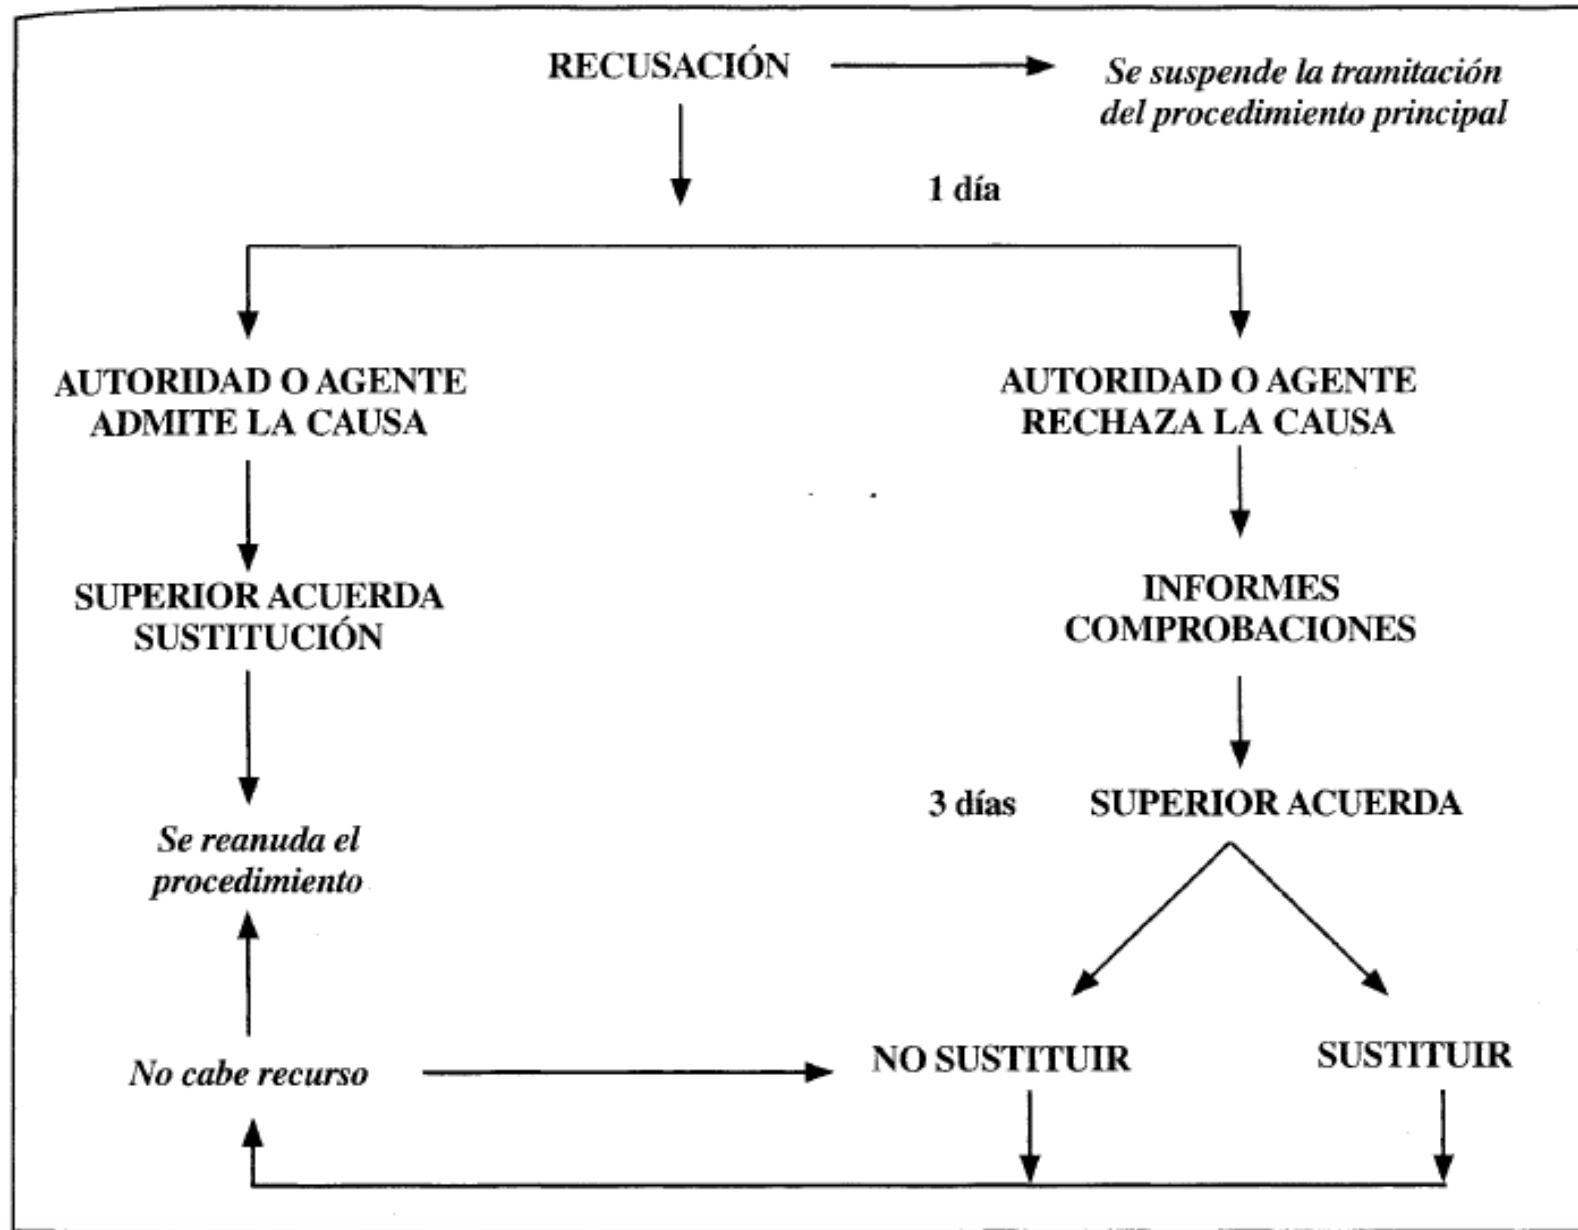 RECUSACIÓN
Se suspende la tramitación
del procedimiento principal
1 día
AUTORIDAD O AGENTE
ADMITE LA CAUSA
AUTORIDAD O AGENTE
RECHAZA LA CAUSA
SUPERIOR ACUERDA
SUSTITUCIÓN
INFORMES
COMPROBACIONES
3 días
SUPERIOR ACUERDA
Se reanuda el
procedimiento
No cabe recurso
NO SUSTITUIR
SUSTITUIR